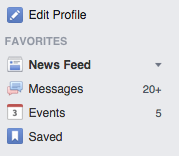 Edit Profile
FAVORITES
News Feed
Messages 20+
3 Events 5
Saved